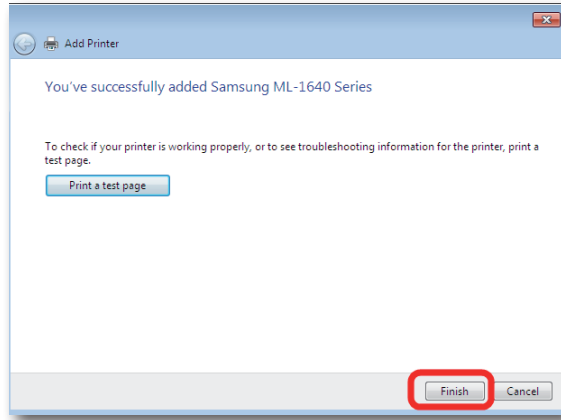 Add Printer
You've successfully added Samsung ML-1640 Series
To check if your printer is working properly, or to see troubleshooting information for the printer, print a
test page.
Print a test page
Finish
Cancel